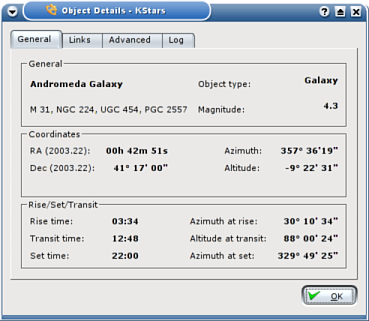 Object Details - KStars
General Links Advanced Log
General
Andromeda Galaxy Object type: Galaxy
M 31, NGC 224, UGC 454, PGC 2557 Magnitude: 4.3
Coordinates
RA (2003.22): 00h 42m 51s Azimuth: 357° 36'19"
Dec (2003.22): 41° 17' 00" Altitude: -9° 22' 31"
Rise/Set/Transit
Rise time: 03:34 Azimuth at rise: 30° 10' 34"
Transit time: 12:48 Altitude at transit: 88° 00' 24"
Set time: 22:00 Azimuth at set: 329° 49' 25"
OK